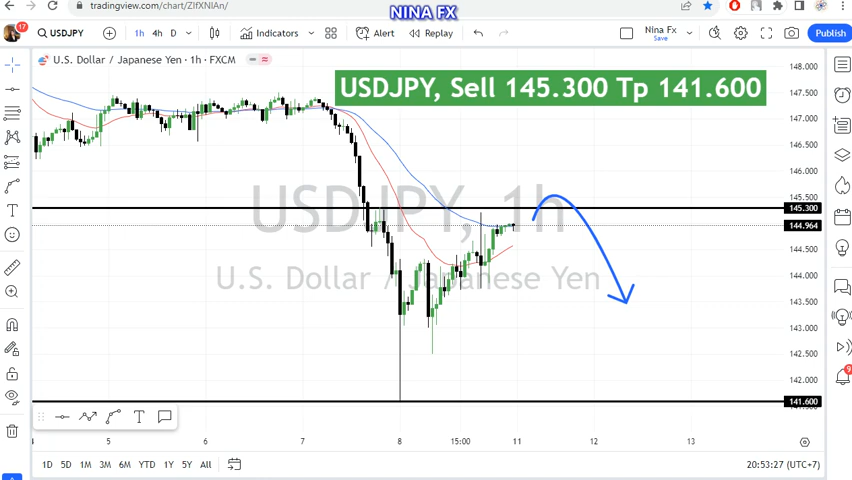 NINA FX
tradingview.com/chart/ZIfXNIAn/
17
USDJPY
1h 4h D
Indicators
Alert
Replay
Nina Fx
Save
Publish
U.S. Dollar / Japanese Yen · 1h · FXCM
USDJPY, Sell 145.300 Tp 141.600
USDJPY, 1h
U.S. Dollar / Japanese Yen
148.000
147.500
147.000
146.500
146.000
145.500
145.300
144.964
144.500
144.000
143.500
143.000
142.500
142.000
141.600
4 5 6 7 8 15:00 11 12 13
1D 5D 1M 3M 6M YTD 1Y 5Y All
20:53:27 (UTC+7)